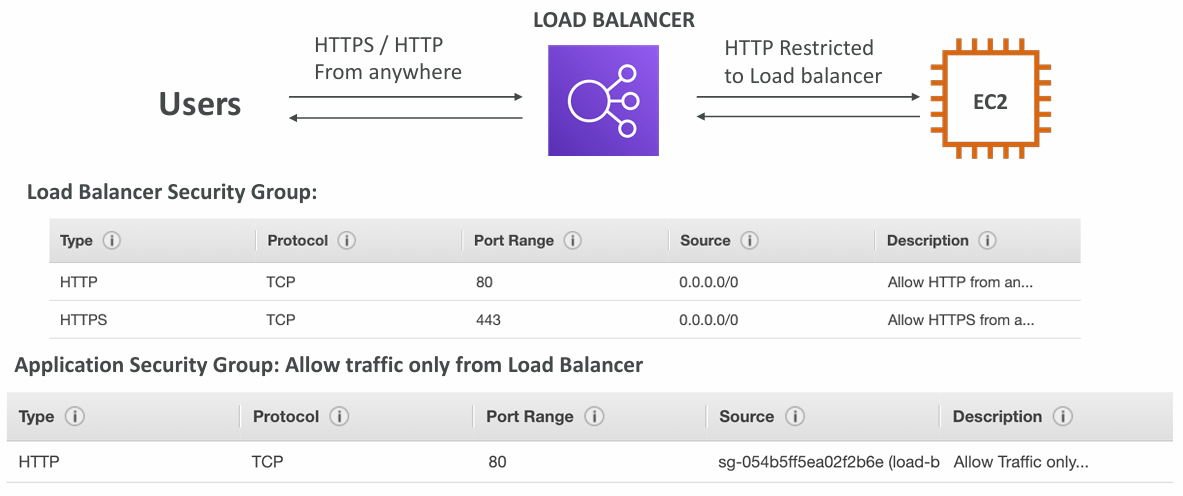 LOAD BALANCER
HTTPS / HTTP
From anywhere
HTTP Restricted
to Load balancer
Users
EC2
Load Balancer Security Group:
Type i Protocol i Port Range i Source i Description i
HTTP TCP 80 0.0.0.0/0 Allow HTTP from an...
HTTPS TCP 443 0.0.0.0/0 Allow HTTPS from a...
Application Security Group: Allow traffic only from Load Balancer
Type i Protocol i Port Range i Source i Description i
HTTP TCP 80 sg-054b5ff5ea02f2b6e (load-b Allow Traffic only...